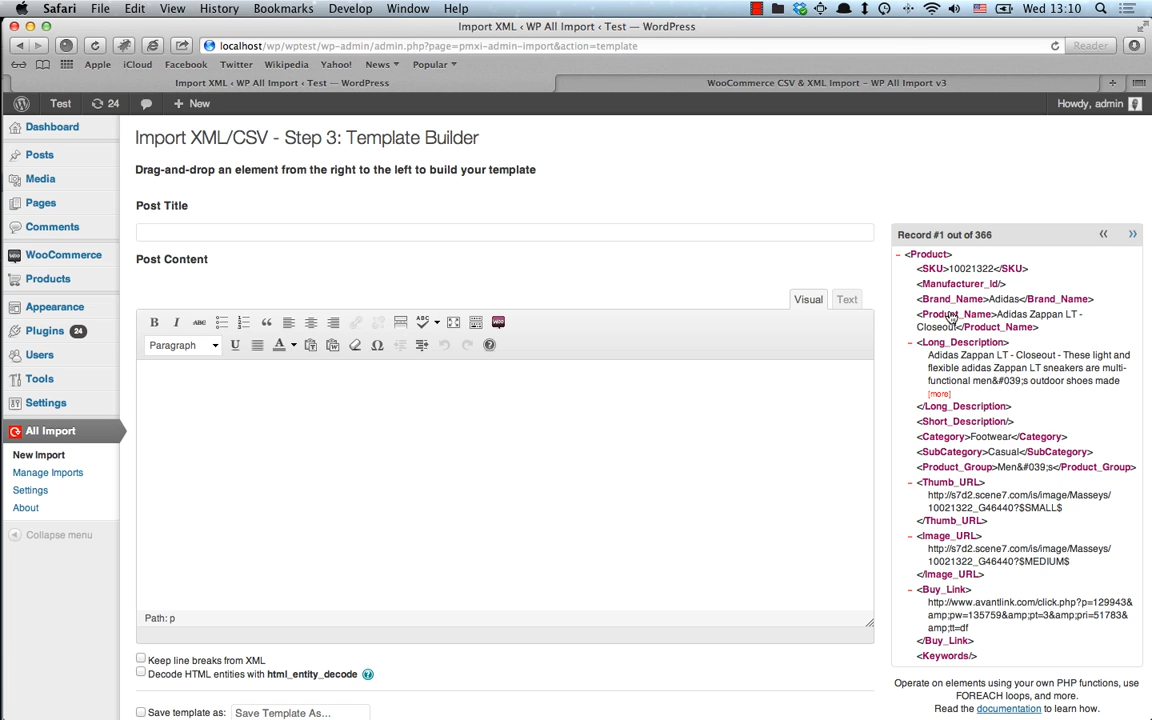 Safari File Edit View History Bookmarks Develop Window Help Wed 13:10
Import XML ‹ WP All Import ‹ Test — WordPress
localhost/wp/wptest/wp-admin/admin.php?page=pmxi-admin-import&action=template Reader
Apple iCloud Facebook Twitter Wikipedia Yahoo! News ▾ Popular ▾
Import XML ‹ WP All Import ‹ Test — WordPress WooCommerce CSV & XML Import – WP All Import v3
Test 24 + New Howdy, admin
Dashboard
Posts
Media
Pages
Comments
WooCommerce
Products
Appearance
Plugins 24
Users
Tools
Settings
All Import
New Import
Manage Imports
Settings
About
Collapse menu
Import XML/CSV - Step 3: Template Builder
Drag-and-drop an element from the right to the left to build your template
Post Title
Post Content
Visual Text
B I ABC ABC
Paragraph U A
Path: p
Keep line breaks from XML
Decode HTML entities with html_entity_decode ?
Save template as: Save Template As...
Record #1 out of 366 « »
- <Product>
<SKU>10021322</SKU>
<Manufacturer_Id/>
<Brand_Name>Adidas</Brand_Name>
<Product_Name>Adidas Zappan LT -
Closeout</Product_Name>
- <Long_Description>
Adidas Zappan LT - Closeout - These light and
flexible adidas Zappan LT sneakers are multi-
functional men&#039;s outdoor shoes made
[more]
</Long_Description>
<Short_Description/>
<Category>Footwear</Category>
<SubCategory>Casual</SubCategory>
<Product_Group>Men&#039;s</Product_Group>
- <Thumb_URL>
http://s7d2.scene7.com/is/image/Masseys/
10021322_G46440?$SMALL$
</Thumb_URL>
- <Image_URL>
http://s7d2.scene7.com/is/image/Masseys/
10021322_G46440?$MEDIUM$
</Image_URL>
- <Buy_Link>
http://www.avantlink.com/click.php?p=129943&
amp;pw=135759&amp;pt=3&amp;pri=51783&
amp;tt=df
</Buy_Link>
<Keywords/>
Operate on elements using your own PHP functions, use
FOREACH loops, and more.
Read the documentation to learn how.